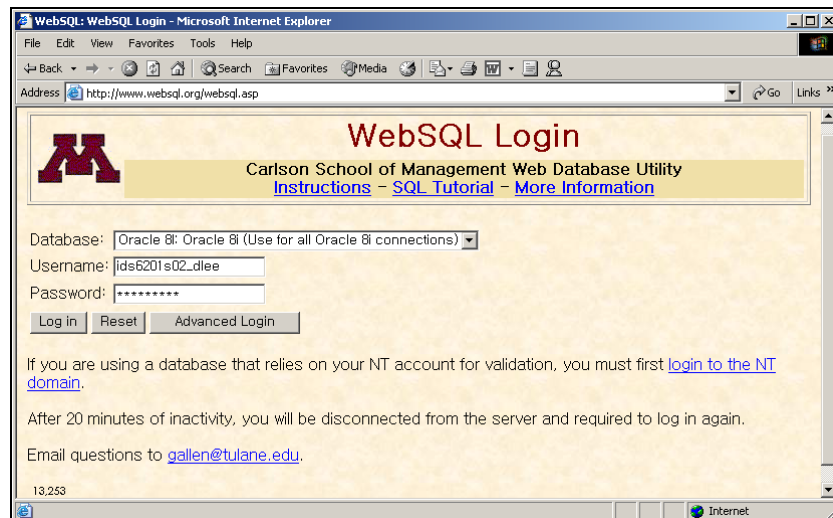 WebSQL: WebSQL Login - Microsoft Internet Explorer
File Edit View Favorites Tools Help
Back Search Favorites Media
Address http://www.websql.org/websql.asp Go Links »
M
WebSQL Login
Carlson School of Management Web Database Utility
Instructions - SQL Tutorial - More Information
Database: Oracle 8i: Oracle 8i (Use for all Oracle 8i connections)
Username: ids6201s02_dlee
Password: *********
Log in Reset Advanced Login
If you are using a database that relies on your NT account for validation, you must first login to the NT
domain.
After 20 minutes of inactivity, you will be disconnected from the server and required to log in again.
Email questions to gallen@tulane.edu.
13,253
Internet